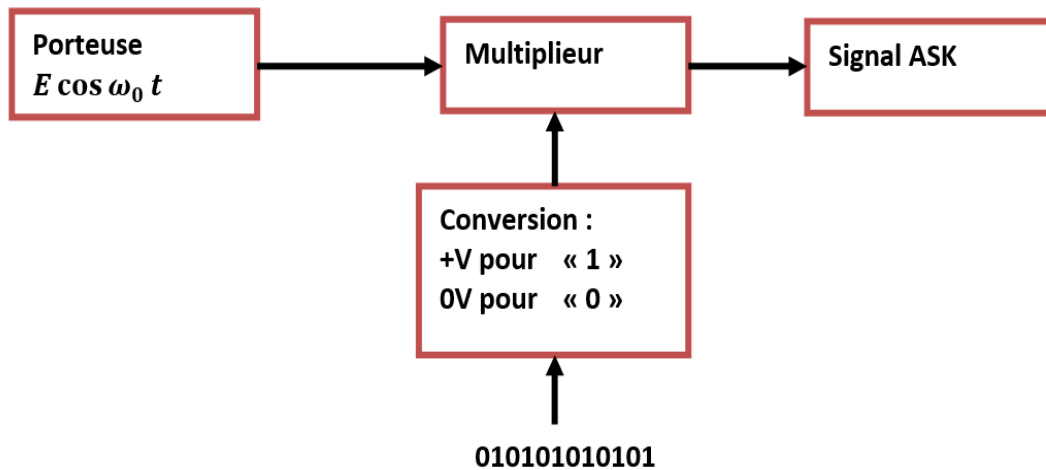 Porteuse
E cos ω₀ t
Multiplieur
Signal ASK
Conversion :
+V pour « 1 »
0V pour « 0 »
010101010101